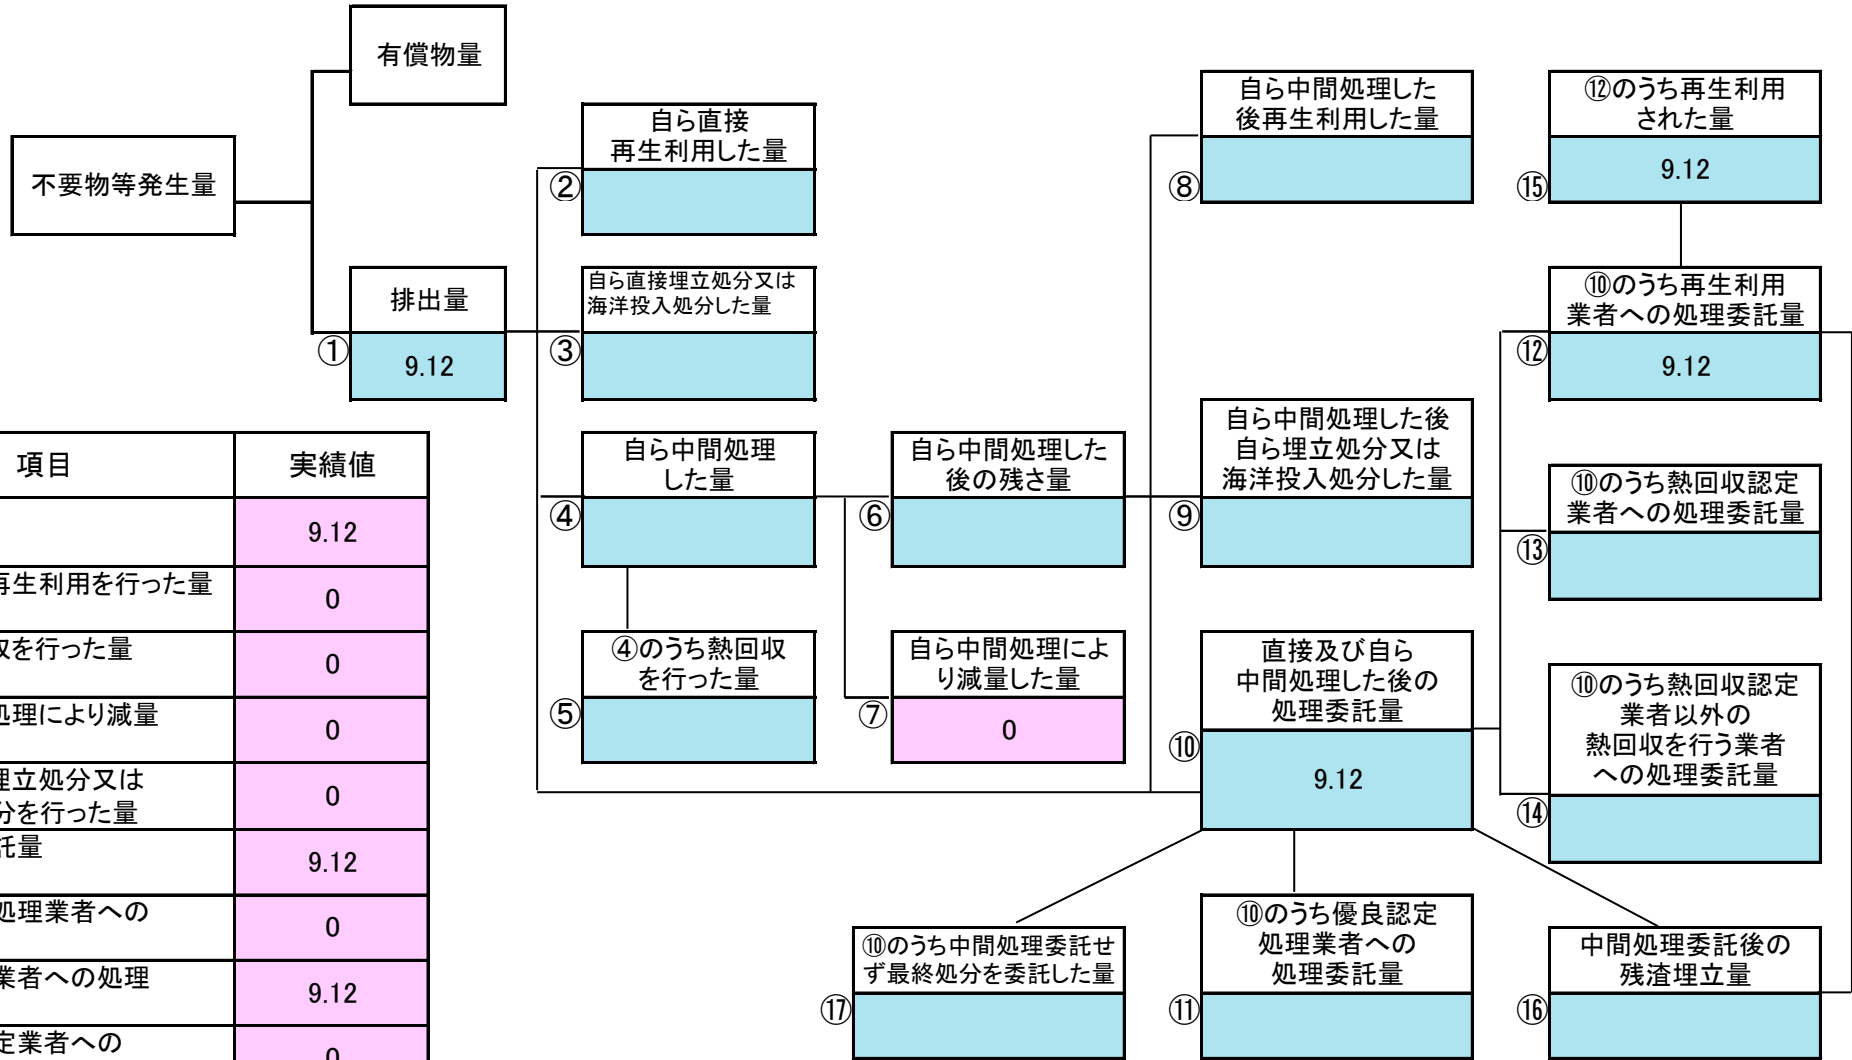 有償物量
不要物等発生量
排出量
①
9.12
自ら直接
再生利用した量
②
自ら直接埋立処分又は
海洋投入処分した量
③
自ら中間処理
した量
④
④のうち熱回収
を行った量
⑤
自ら中間処理した
後の残さ量
⑥
自ら中間処理によ
り減量した量
⑦
0
自ら中間処理した
後再生利用した量
⑧
自ら中間処理した後
自ら埋立処分又は
海洋投入処分した量
⑨
直接及び自ら
中間処理した後の
処理委託量
⑩
9.12
⑫のうち再生利用
された量
⑮
9.12
⑩のうち再生利用
業者への処理委託量
⑫
9.12
⑩のうち熱回収認定
業者への処理委託量
⑬
⑩のうち熱回収認定
業者以外の
熱回収を行う業者
への処理委託量
⑭
⑩のうち中間処理委託せ
ず最終処分を委託した量
⑰
⑩のうち優良認定
処理業者への
処理委託量
⑪
中間処理委託後の
残渣埋立量
⑯
項目 実績値
9.12
再生利用を行った量 0
を行った量 0
処理により減量 0
埋立処分又は
分を行った量 0
託量 9.12
処理業者への 0
業者への処理 9.12
定業者への 0